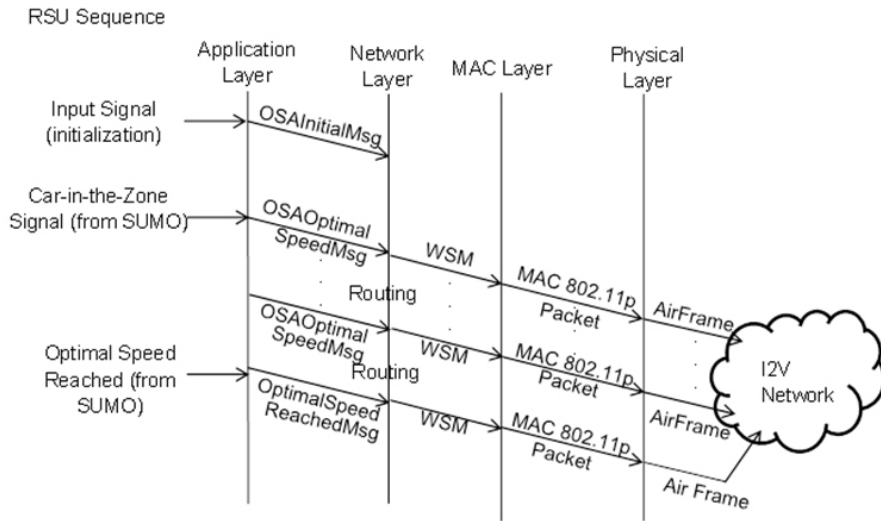 RSU Sequence
Application
Layer
Network
Layer
MAC Layer
Physical
Layer
Input Signal
(initialization)
OSAInitialMsg
Car-in-the-Zone
Signal (from SUMO)
OSAOptimal
SpeedMsg
WSM
MAC 802.11p
Packet
AirFrame
Routing
OSAOptimal
SpeedMsg
WSM
MAC 802.11p
Packet
AirFrame
I2V
Network
Optimal Speed
Reached (from
SUMO)
Routing
OptimalSpeed
ReachedMsg
WSM
MAC 802.11p
Packet
Air Frame